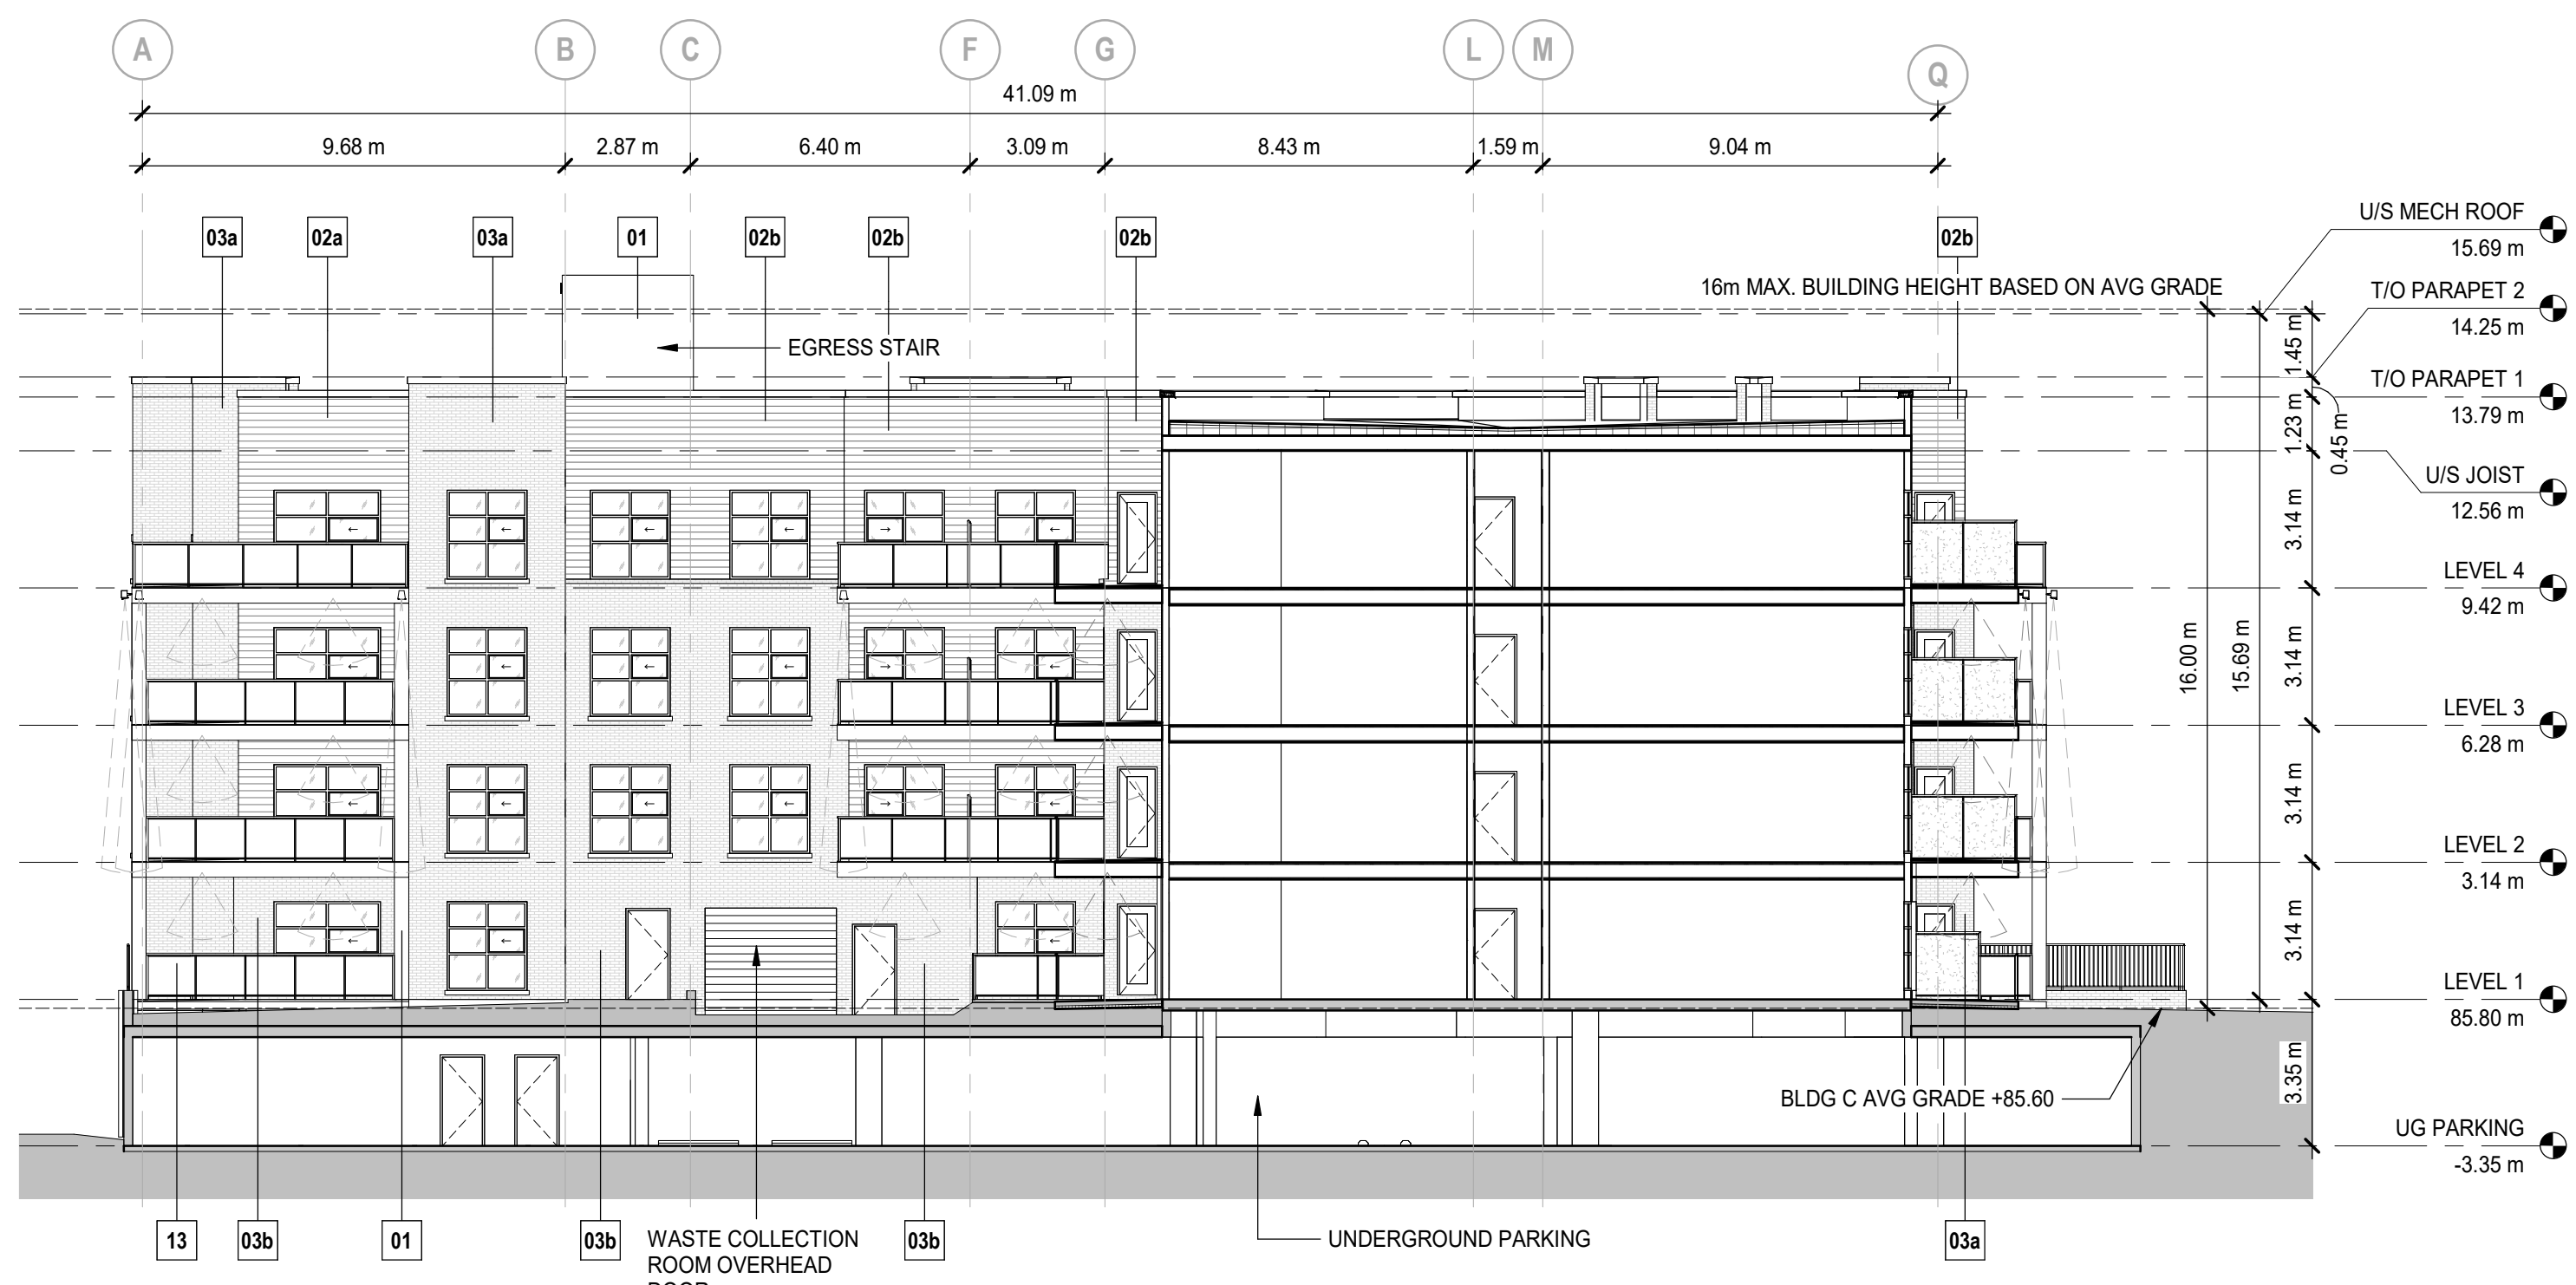 A
B
C
F
G
L
M
Q
41.09 m
9.68 m
2.87 m
6.40 m
3.09 m
8.43 m
1.59 m
9.04 m
03a
02a
03a
01
02b
02b
02b
02b
U/S MECH ROOF
15.69 m
16m MAX. BUILDING HEIGHT BASED ON AVG GRADE
T/O PARAPET 2
14.25 m
EGRESS STAIR
1.45 m
T/O PARAPET 1
13.79 m
1.23 m
0.45 m
U/S JOIST
12.56 m
3.14 m
LEVEL 4
9.42 m
16.00 m
15.69 m
3.14 m
LEVEL 3
6.28 m
3.14 m
LEVEL 2
3.14 m
3.14 m
LEVEL 1
85.80 m
3.35 m
BLDG C AVG GRADE +85.60
UG PARKING
-3.35 m
13
03b
01
03b
WASTE COLLECTION
ROOM OVERHEAD
DOOR
03b
UNDERGROUND PARKING
03a